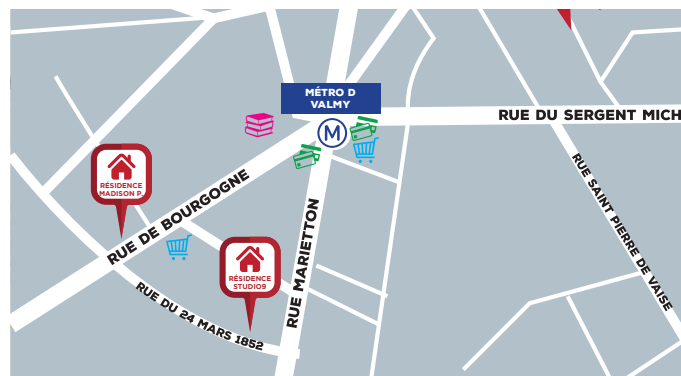 MÉTRO D
VALMY
M
RUE DU SERGENT MICH
RÉSIDENCE
MADISON P.
RUE DE BOURGOGNE
RUE SAINT PIERRE DE VAISE
RUE MARIETTON
RÉSIDENCE
STUDIO9
RUE DU 24 MARS 1852